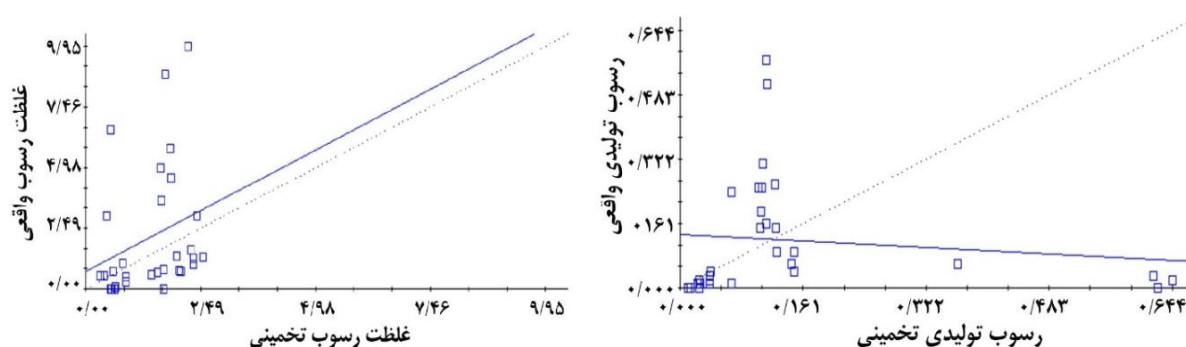 ۹/۹۵
۷/۴۶
۴/۹۸
۲/۴۹
۰/۰۰
غلظت رسوب واقعی
۰/۰۰ ۲/۴۹ ۴/۹۸ ۷/۴۶ ۹/۹۵
غلظت رسوب تخمینی
۰/۶۴۴
۰/۴۸۳
۰/۳۲۲
۰/۱۶۱
۰/۰۰۰
رسوب تولیدی واقعی
۰/۰۰۰ ۰/۱۶۱ ۰/۳۲۲ ۰/۴۸۳ ۰/۶۴۴
رسوب تولیدی تخمینی